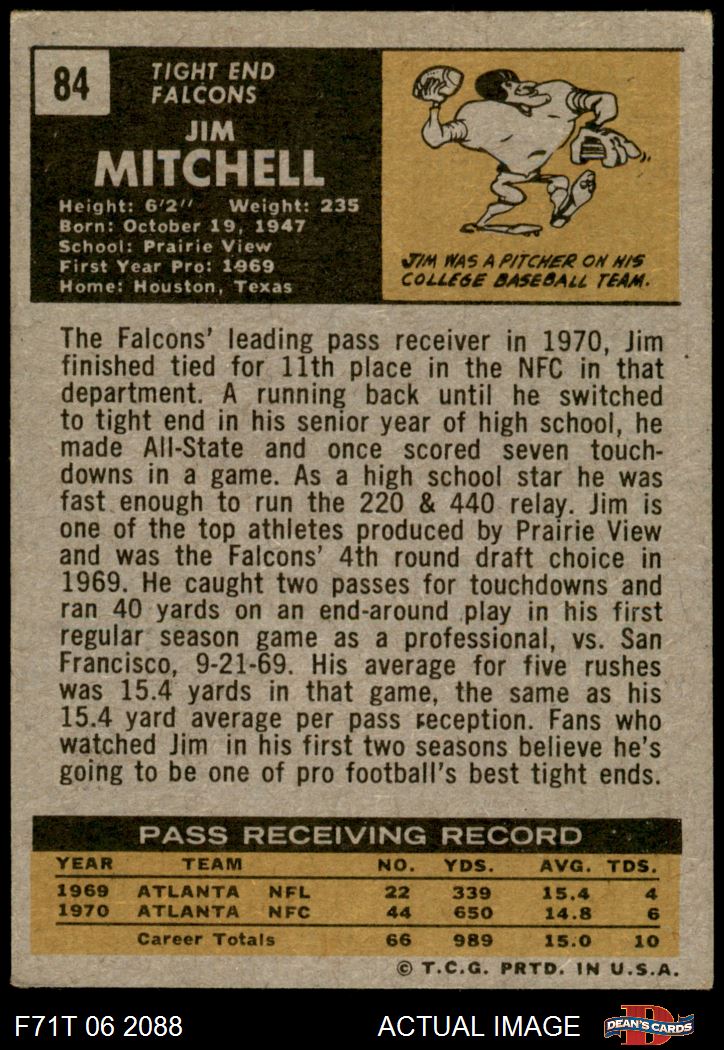 84
TIGHT END
FALCONS
JIM
MITCHELL
Height: 6'2" Weight: 235
Born: October 19, 1947
School: Prairie View
First Year Pro: 1969
Home: Houston, Texas
JIM WAS A PITCHER ON HIS
COLLEGE BASEBALL TEAM.
The Falcons' leading pass receiver in 1970, Jim
finished tied for 11th place in the NFC in that
department. A running back until he switched
to tight end in his senior year of high school, he
made All-State and once scored seven touch-
downs in a game. As a high school star he was
fast enough to run the 220 & 440 relay. Jim is
one of the top athletes produced by Prairie View
and was the Falcons' 4th round draft choice in
1969. He caught two passes for touchdowns and
ran 40 yards on an end-around play in his first
regular season game as a professional, vs. San
Francisco, 9-21-69. His average for five rushes
was 15.4 yards in that game, the same as his
15.4 yard average per pass reception. Fans who
watched Jim in his first two seasons believe he's
going to be one of pro football's best tight ends.
PASS RECEIVING RECORD
YEAR TEAM NO. YDS. AVG. TDS.
1969 ATLANTA NFL 22 339 15.4 4
1970 ATLANTA NFC 44 650 14.8 6
Career Totals 66 989 15.0 10
© T.C.G. PRTD. IN U.S.A.
F71T 06 2088 ACTUAL IMAGE DEAN'S CARDS